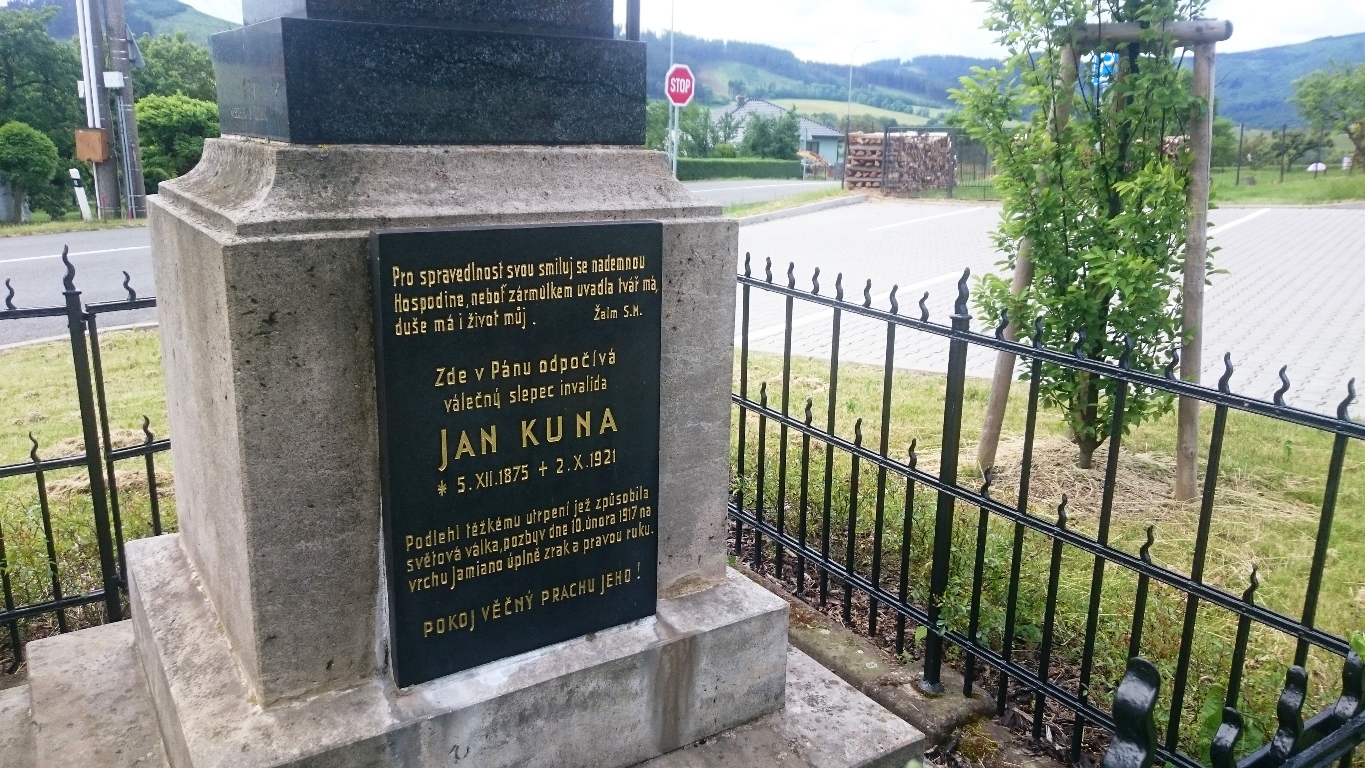 STOP
Pro spravedlnost svou smiluj se nademnou
Hospodine, neboť zármutkem uvadla tvář má,
duše má i život můj. Žalm S.M.
Zde v Pánu odpočívá
válečný slepec invalida
JAN KUNA
* 5. XII. 1875 + 2. X. 1921
Podlehl těžkému utrpení jež způsobila
světová válka, pozbyv dne 10. února 1917 na
vrchu Jamiano úplně zrak a pravou ruku.
POKOJ VĚČNÝ PRACHU JEHO!